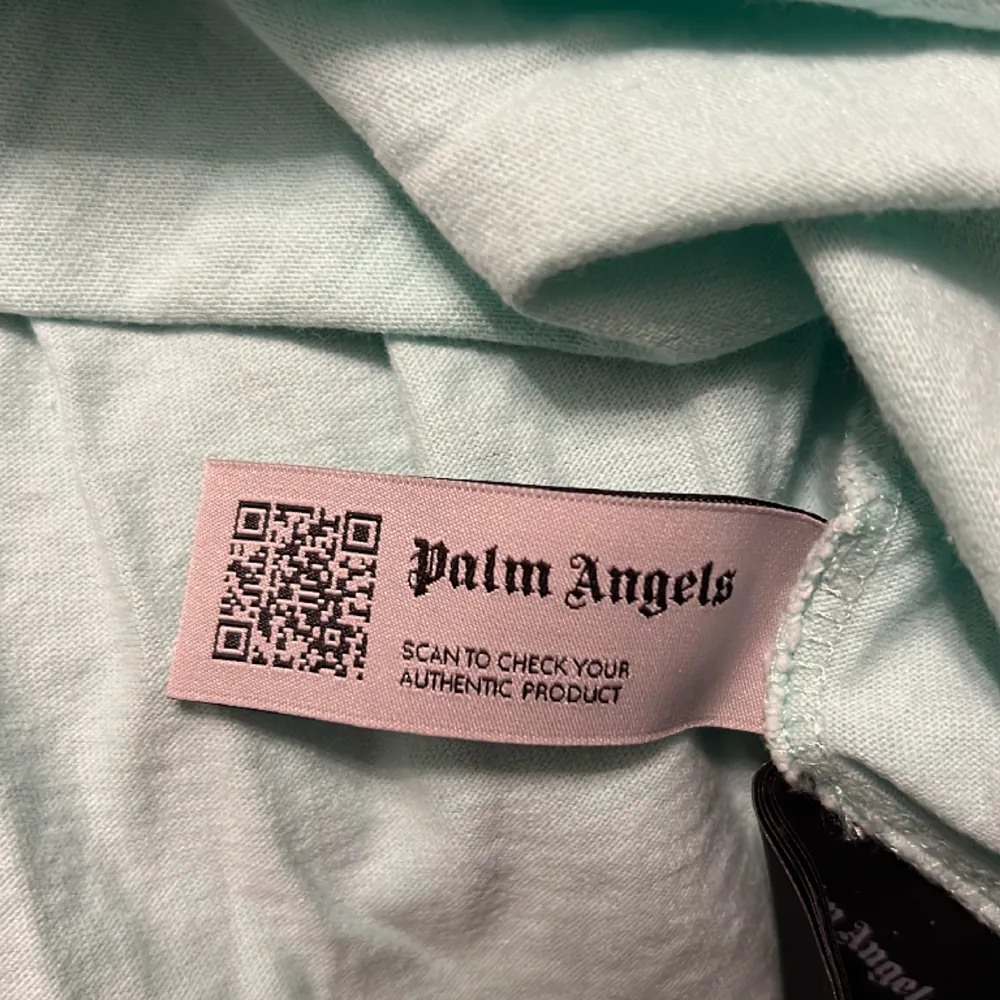 Palm Angels
SCAN TO CHECK YOUR
AUTHENTIC PRODUCT